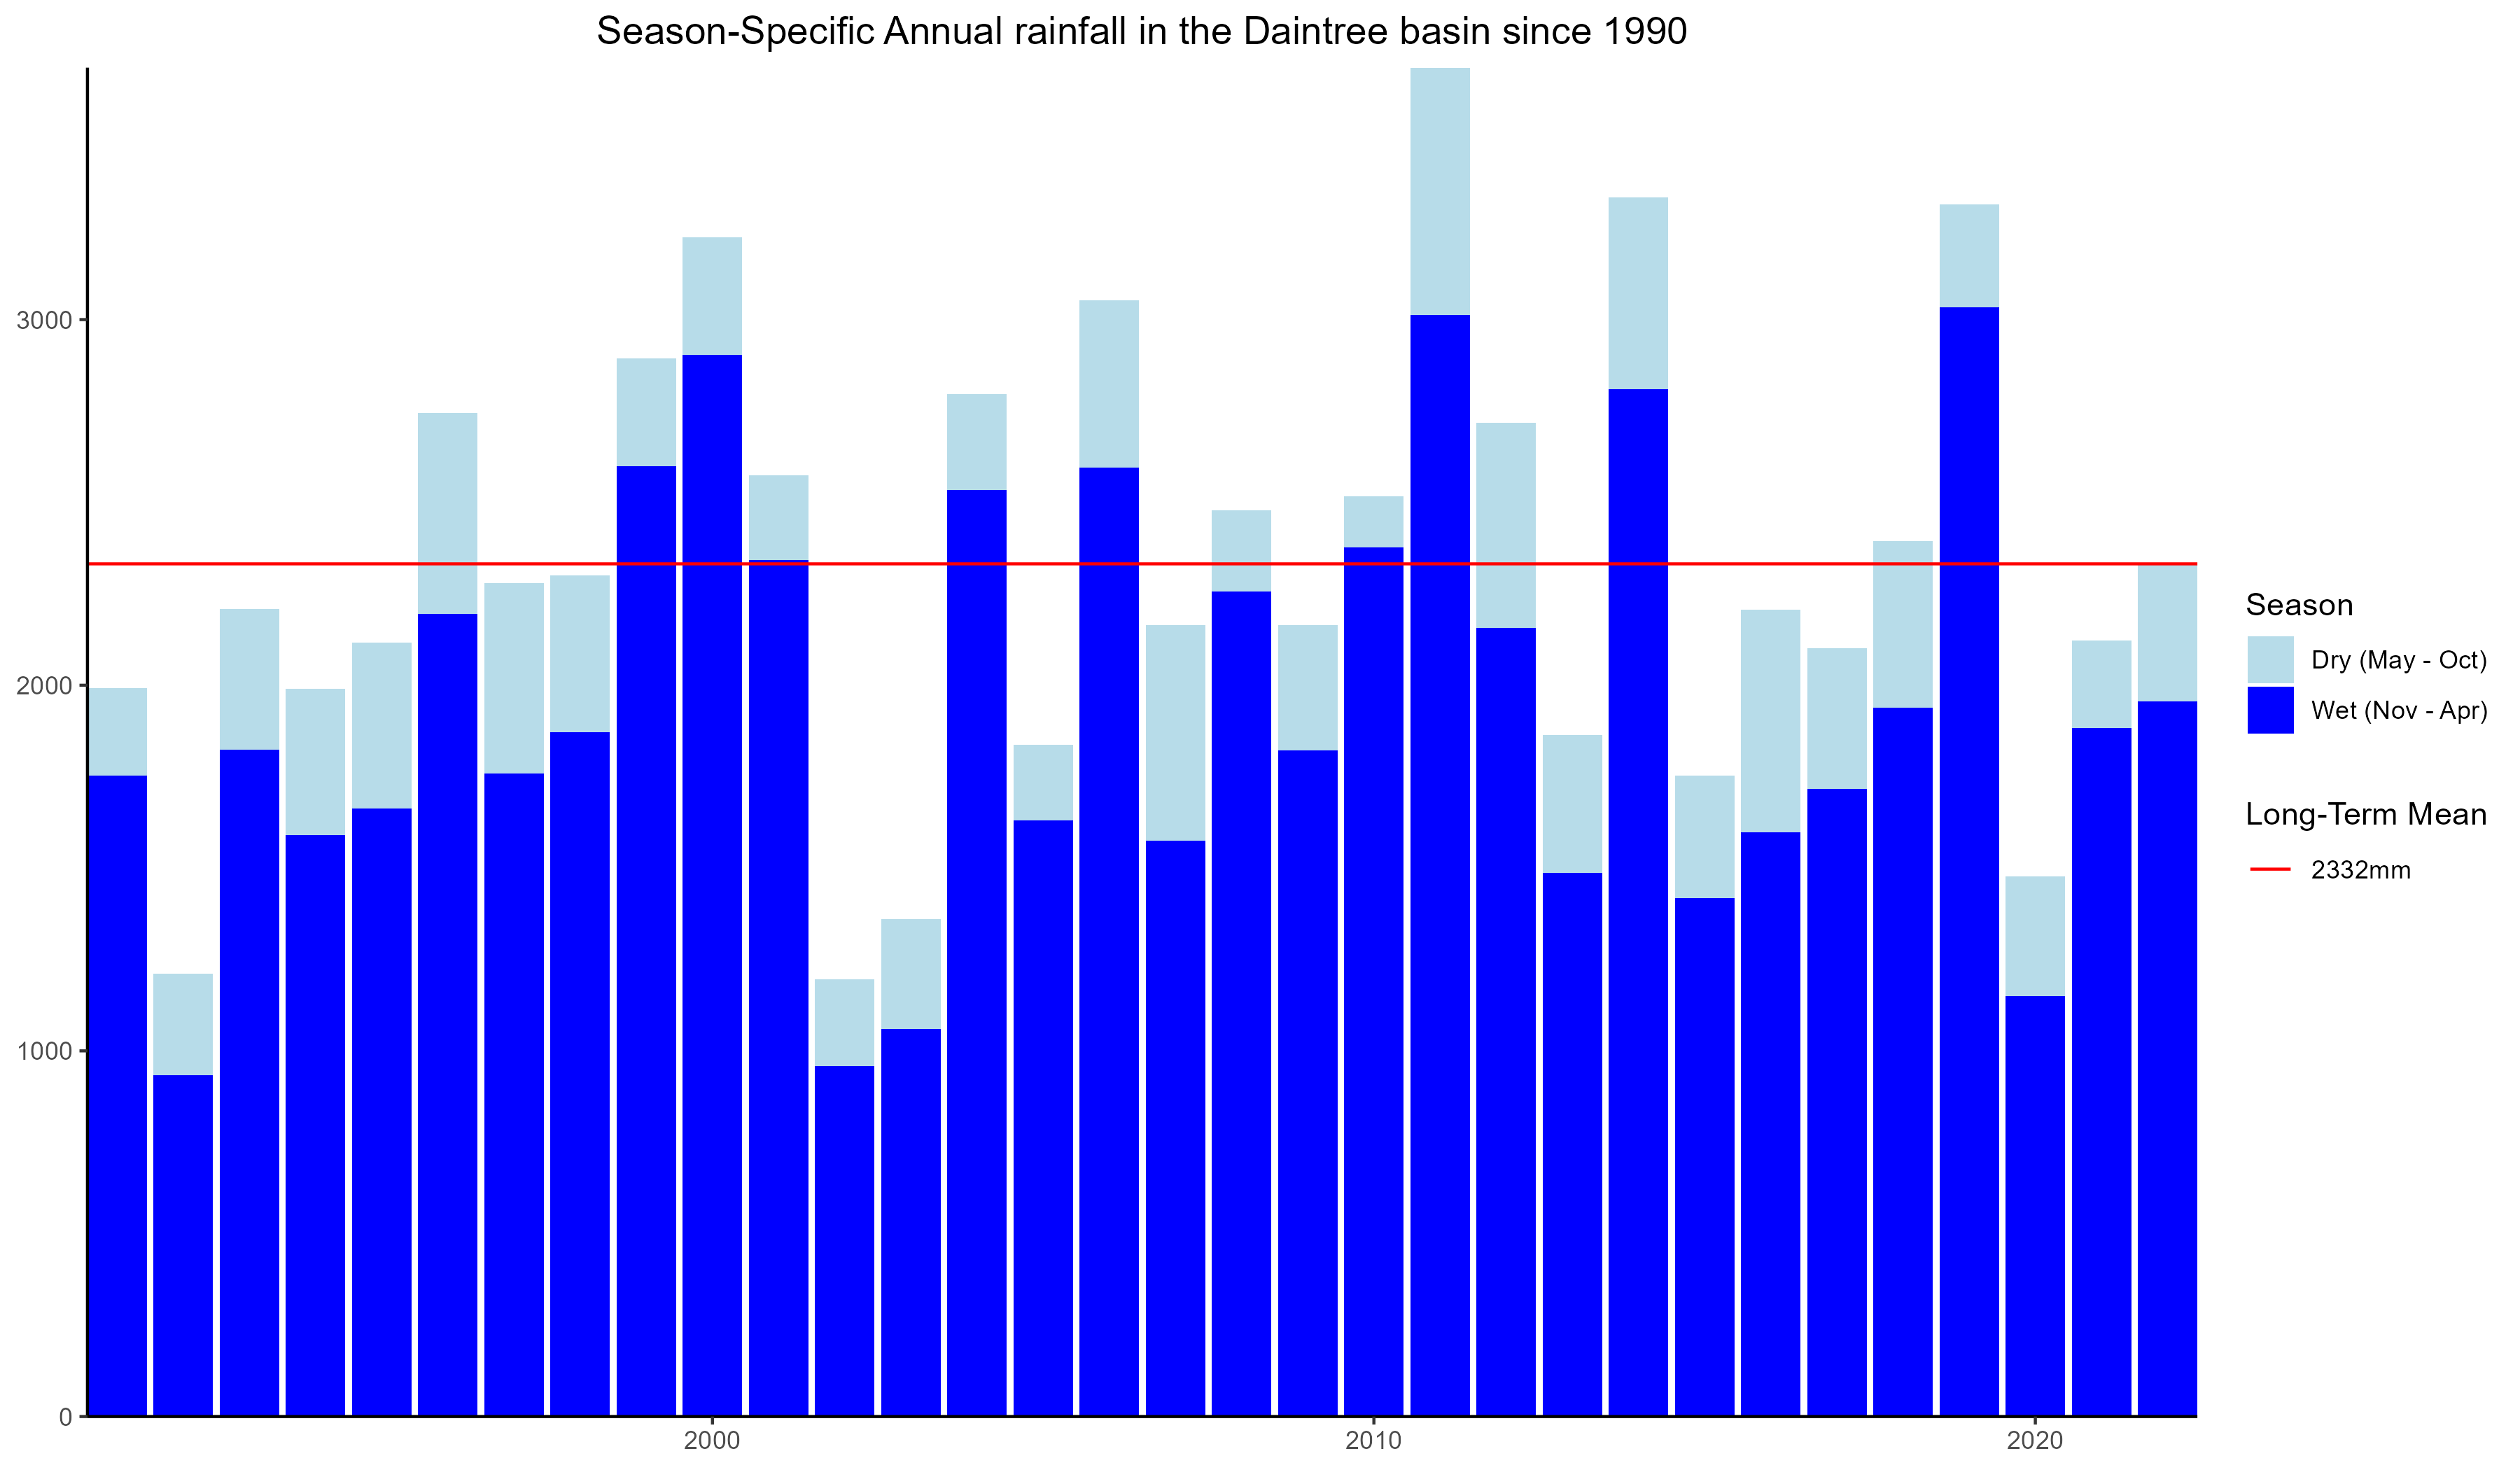 Season-Specific Annual rainfall in the Daintree basin since 1990
3000
2000
1000
0
2000
2010
2020
Season
Dry (May - Oct)
Wet (Nov - Apr)
Long-Term Mean
2332mm